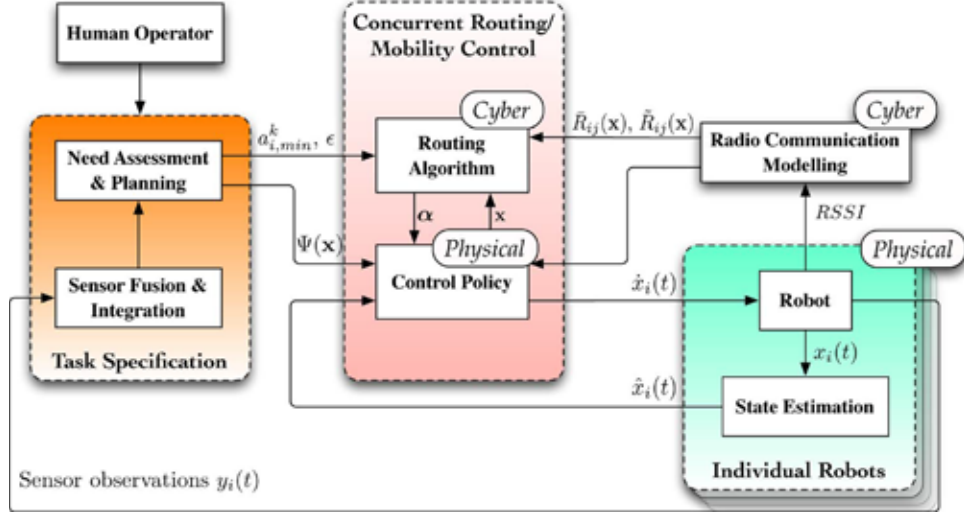 Human Operator
Need Assessment
& Planning
Sensor Fusion &
Integration
Task Specification
Concurrent Routing/
Mobility Control
Cyber
Routing
Algorithm
α
x
Physical
Control Policy
a^k_{i,min}, ϵ
Ψ(x)
R̄_{ij}(x), R̃_{ij}(x)
Cyber
Radio Communication
Modelling
RSSI
Physical
Robot
ẋ_i(t)
x_i(t)
x̂_i(t)
State Estimation
Individual Robots
Sensor observations y_i(t)